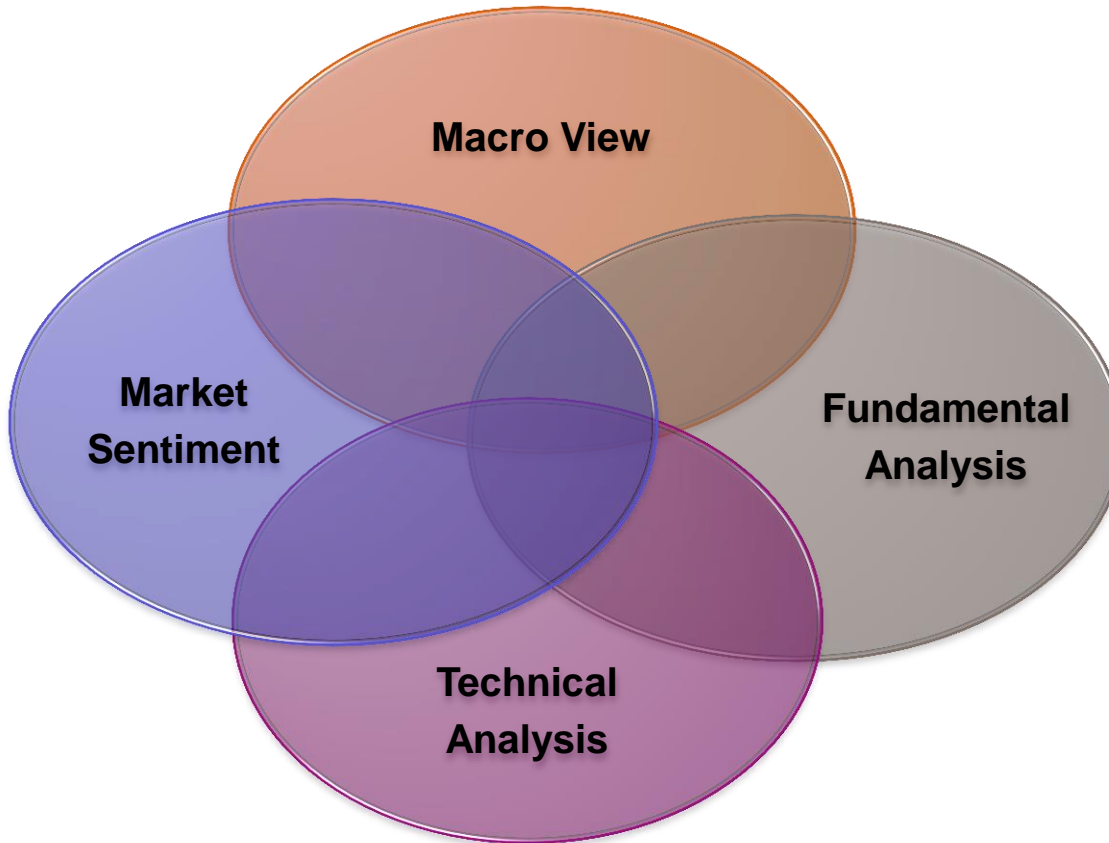 Macro View
Market
Sentiment
Fundamental
Analysis
Technical
Analysis